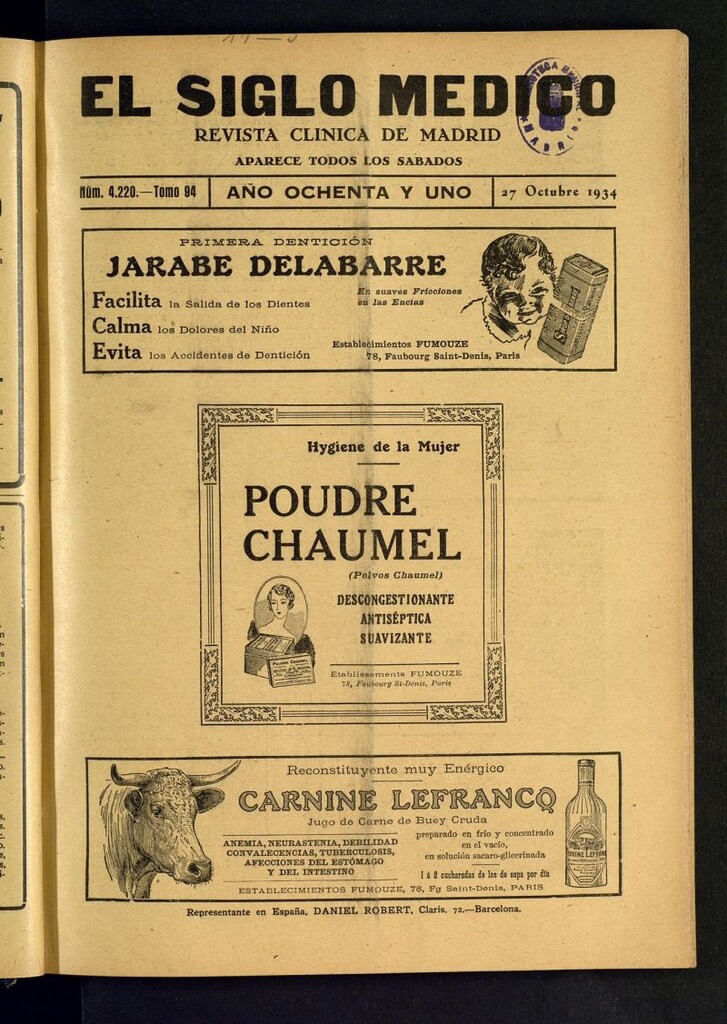 EL SIGLO MEDICO
REVISTA CLINICA DE MADRID
APARECE TODOS LOS SABADOS
Núm. 4.220.—Tomo 94
AÑO OCHENTA Y UNO
27 Octubre 1934
PRIMERA DENTICIÓN
JARABE DELABARRE
Facilita la Salida de los Dientes
Calma los Dolores del Niño
Evita los Accidentes de Dentición
En suaves Fricciones
en las Encias
Establecimientos FUMOUZE
78, Faubourg Saint-Denis, Paris
Hygiene de la Mujer
POUDRE
CHAUMEL
(Polvos Chaumel)
DESCONGESTIONANTE
ANTISÉPTICA
SUAVIZANTE
Etablissements FUMOUZE
78, Faubourg St-Denis, Paris
Reconstituyente muy Enérgico
CARNINE LEFRANCQ
Jugo de Carne de Buey Cruda
ANEMIA, NEURASTENIA, DEBILIDAD
CONVALECENCIAS, TUBERCULOSIS,
AFECCIONES DEL ESTÓMAGO
Y DEL INTESTINO
preparado en frio y concentrado
en el vacio,
en solución sacaro-glicerinada
1 á 2 cucharadas de las de sopa por dia
ESTABLECIMIENTOS FUMOUZE, 78, Fg Saint-Denis, PARIS
Representante en España, DANIEL ROBERT, Claris, 72.—Barcelona.